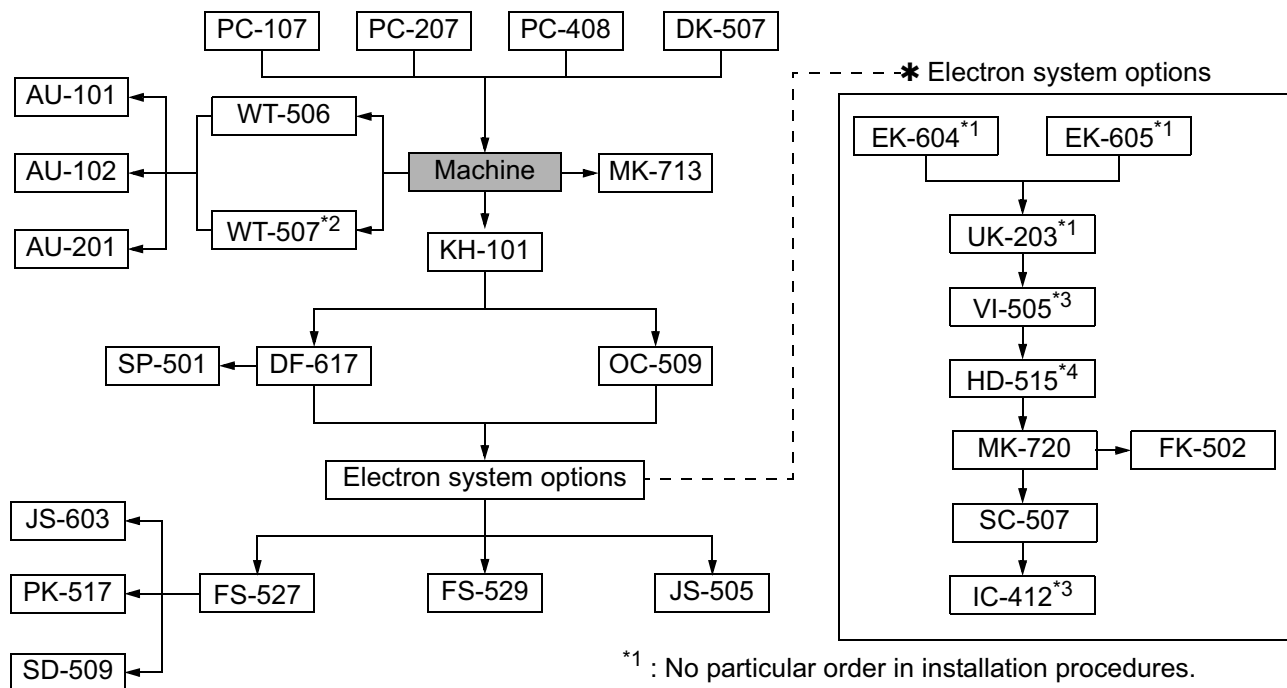 PC-107 PC-207 PC-408 DK-507
✱ Electron system options
AU-101
WT-506
EK-604*1 EK-605*1
AU-102
Machine
MK-713
AU-201
WT-507*2
KH-101
UK-203*1
VI-505*3
SP-501
DF-617
OC-509
HD-515*4
MK-720
FK-502
Electron system options
JS-603
SC-507
PK-517
FS-527
FS-529
JS-505
IC-412*3
SD-509
*1 : No particular order in installation procedures.